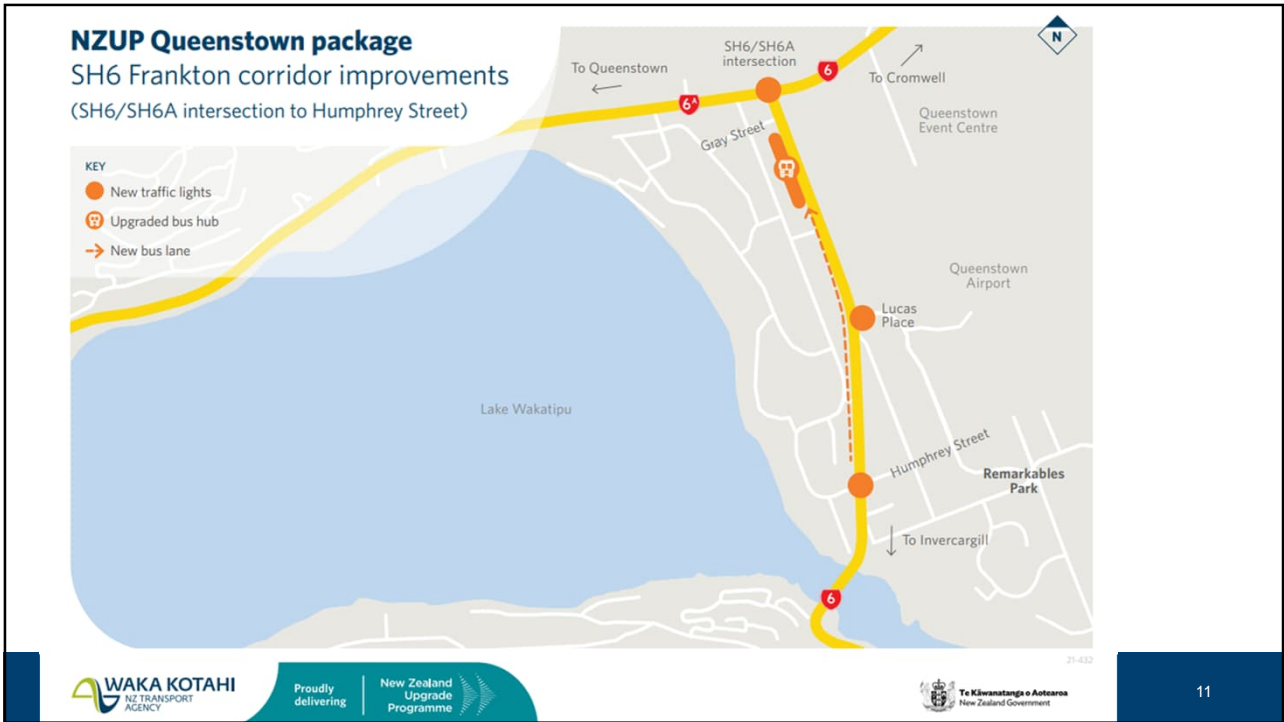 NZUP Queenstown package
SH6 Frankton corridor improvements
(SH6/SH6A intersection to Humphrey Street)
KEY
New traffic lights
Upgraded bus hub
New bus lane
To Queenstown
SH6/SH6A
intersection
6
To Cromwell
N
6A
Queenstown
Event Centre
Gray Street
Queenstown
Airport
Lucas
Place
Lake Wakatipu
Humphrey Street
Remarkables
Park
To Invercargill
6
21-432
WAKA KOTAHI
NZ TRANSPORT
AGENCY
Proudly
delivering
New Zealand
Upgrade
Programme
Te Kāwanatanga o Aotearoa
New Zealand Government
11